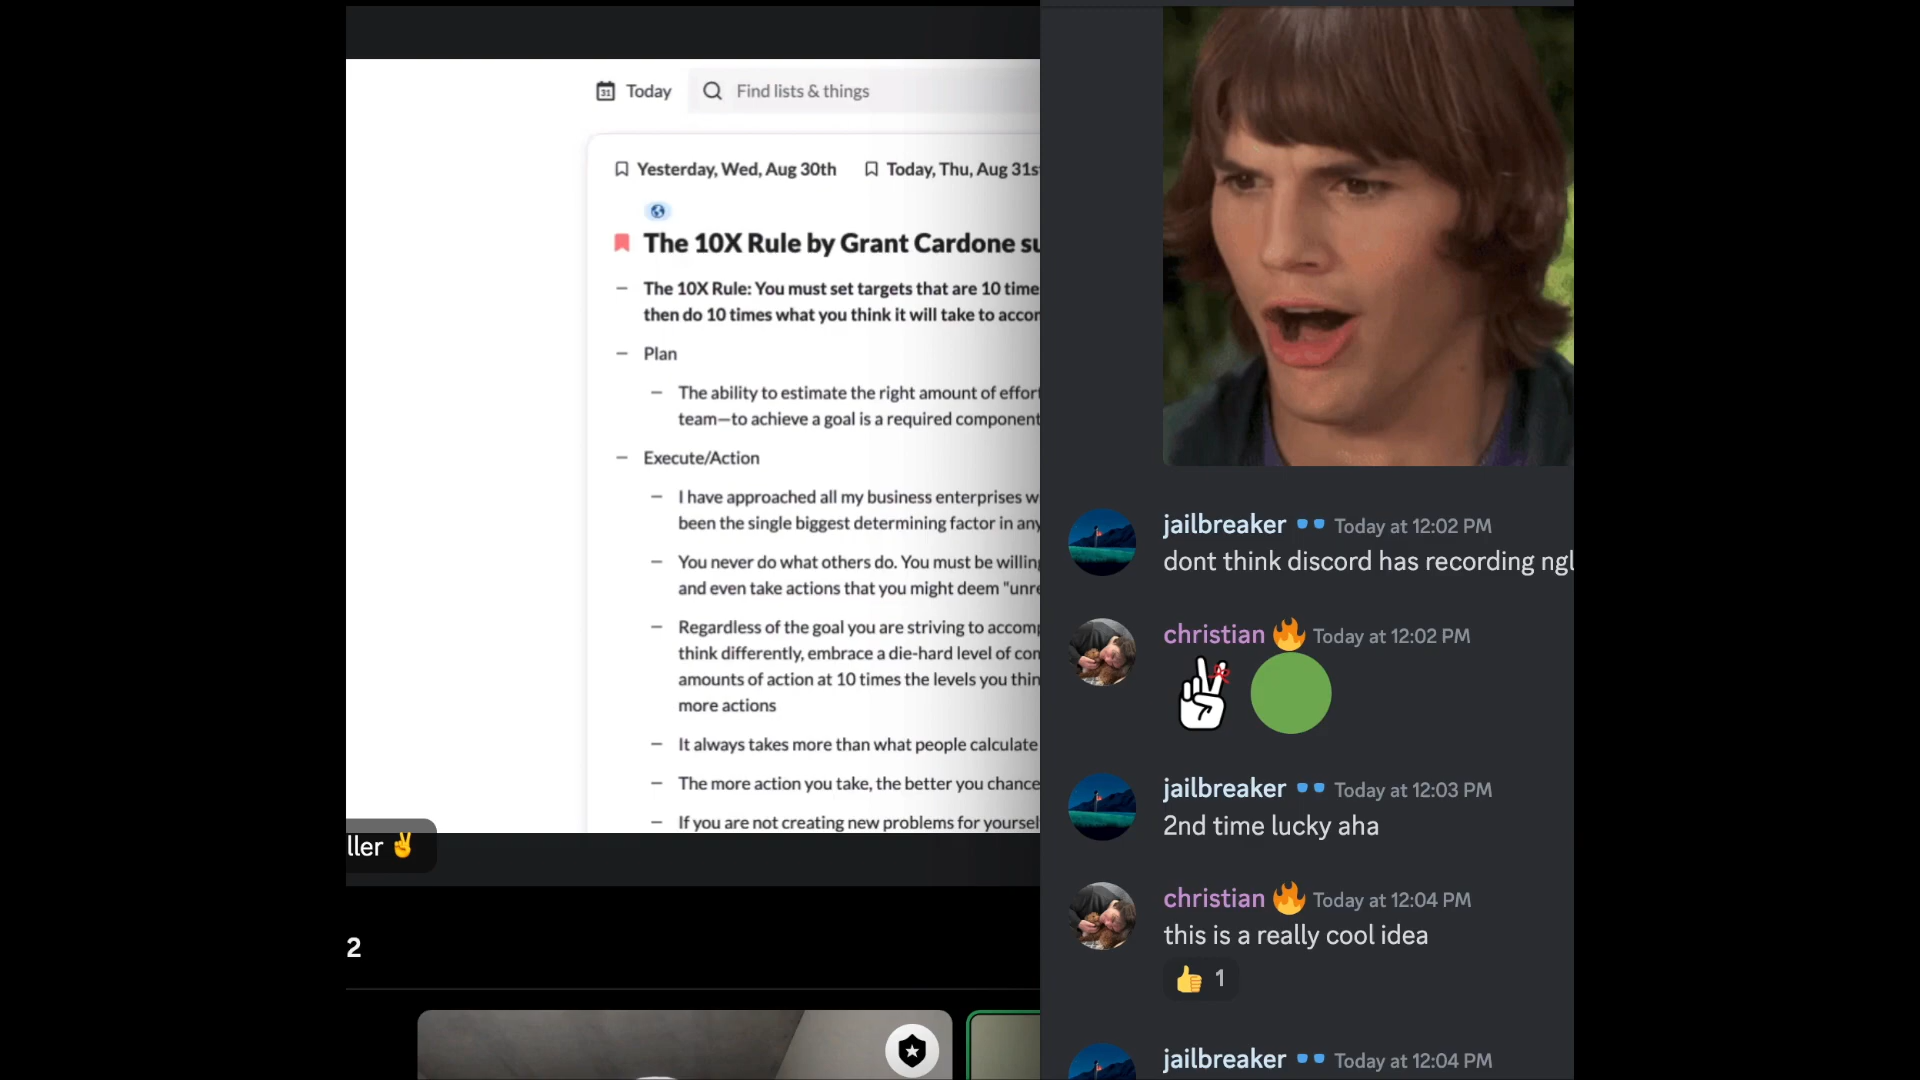 Today
Find lists & things
Yesterday, Wed, Aug 30th
Today, Thu, Aug 31st
The 10X Rule by Grant Cardone su
– The 10X Rule: You must set targets that are 10 time
then do 10 times what you think it will take to accor
– Plan
– The ability to estimate the right amount of effort
team—to achieve a goal is a required component
– Execute/Action
– I have approached all my business enterprises w
been the single biggest determining factor in any
– You never do what others do. You must be willing
and even take actions that you might deem "unre
– Regardless of the goal you are striving to accomp
think differently, embrace a die-hard level of con
amounts of action at 10 times the levels you thin
more actions
– It always takes more than what people calculate
– The more action you take, the better you chance
– If you are not creating new problems for yoursel
ller ✌
2
jailbreaker Today at 12:02 PM
dont think discord has recording ngl
christian 🔥 Today at 12:02 PM
jailbreaker Today at 12:03 PM
2nd time lucky aha
christian 🔥 Today at 12:04 PM
this is a really cool idea
👍 1
jailbreaker Today at 12:04 PM